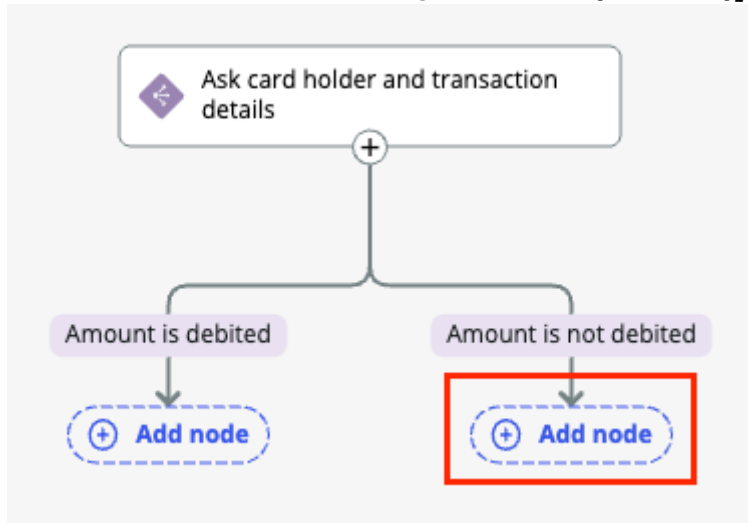 Ask card holder and transaction
details
Amount is debited
Amount is not debited
Add node
Add node